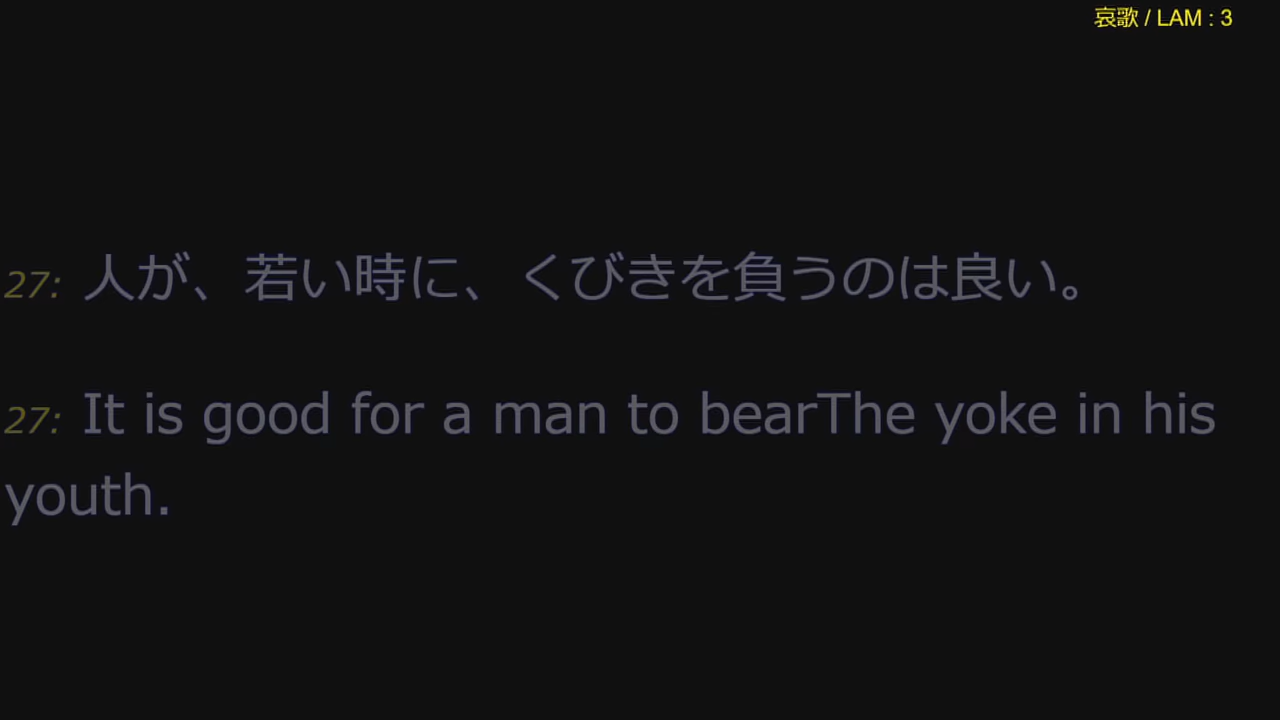 哀歌 / LAM : 3
27: 人が、若い時に、くびきを負うのは良い。
27: It is good for a man to bearThe yoke in his
youth.